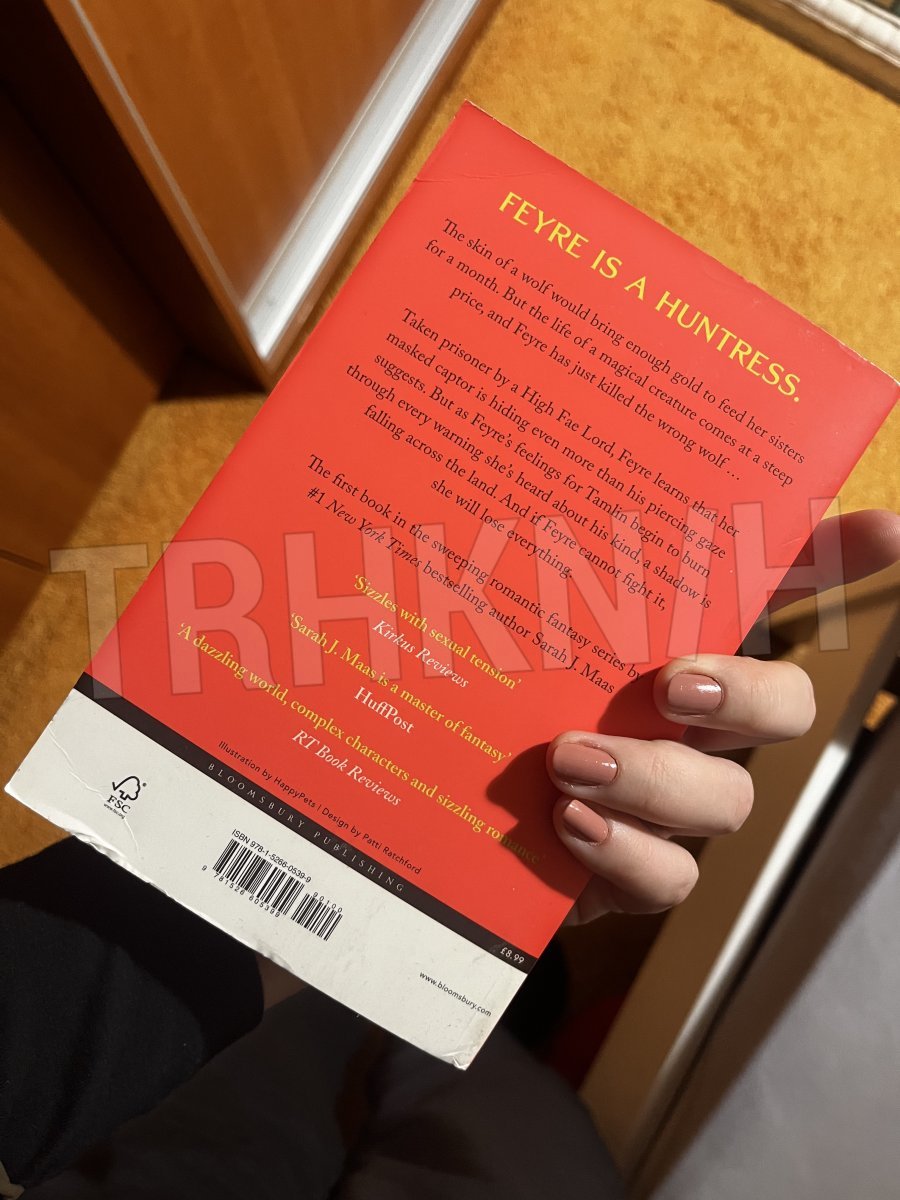 FEYRE IS A HUNTRESS.
The skin of a wolf would bring enough gold to feed her sisters
for a month. But the life of a magical creature comes at a steep
price, and Feyre has just killed the wrong wolf …
Taken prisoner by a High Fae Lord, Feyre learns that her
masked captor is hiding even more than his piercing gaze
suggests. But as Feyre's feelings for Tamlin begin to burn
through every warning she's heard about his kind, a shadow is
falling across the land. And if Feyre cannot fight it,
she will lose everything.
The first book in the sweeping romantic fantasy series by
#1 New York Times bestselling author Sarah J. Maas
'Sizzles with sexual tension'
Kirkus Reviews
'Sarah J. Maas is a master of fantasy'
HuffPost
'A dazzling world, complex characters and sizzling romance'
RT Book Reviews
Illustration by HappyPets | Design by Patti Ratchford
BLOOMSBURY PUBLISHING
£8.99
FSC
www.fsc.org
ISBN 978-1-5266-0539-9
90100
9 781526 605399
www.bloomsbury.com
TRHKNIH